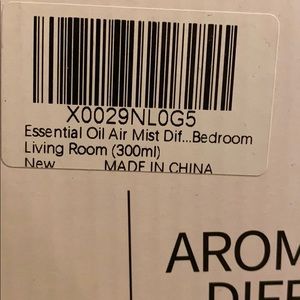 X0029NL0G5
Essential Oil Air Mist Dif...Bedroom
Living Room (300ml)
New MADE IN CHINA
AROM
DIFF